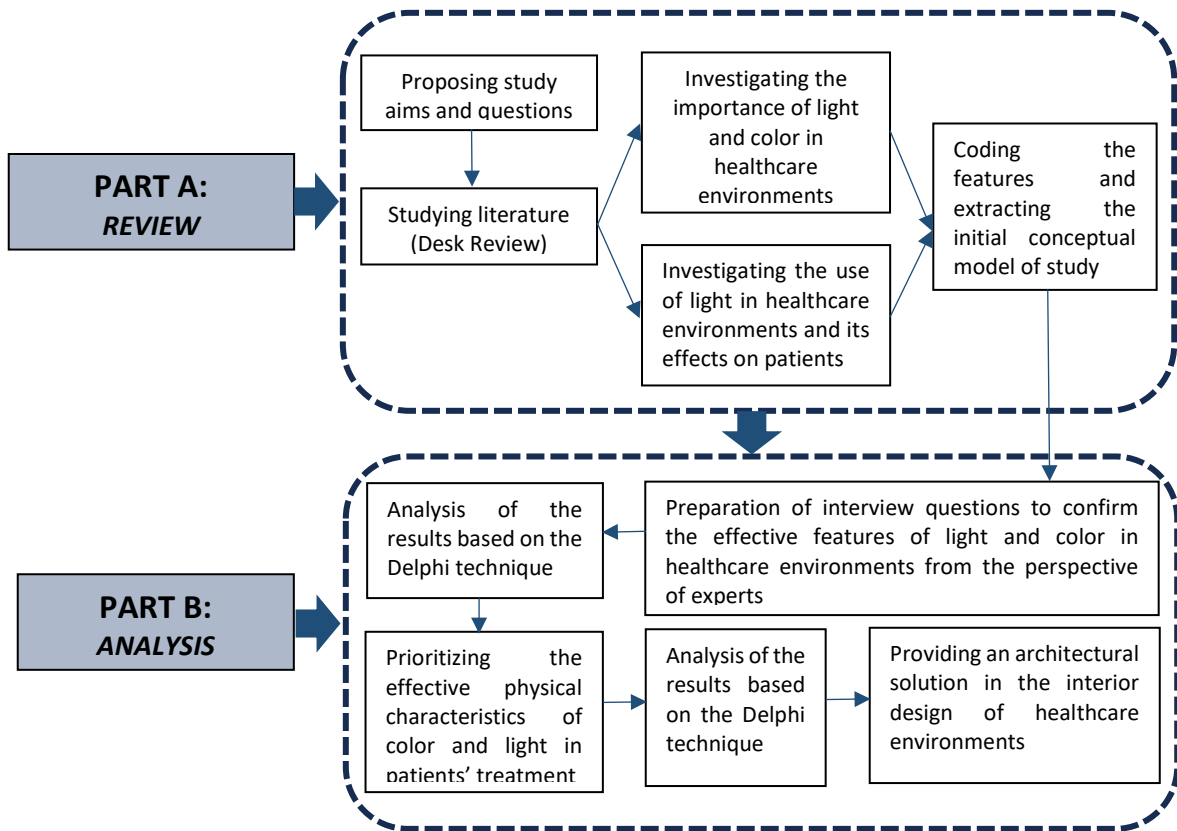 PART A:
REVIEW
Proposing study
aims and questions
Studying literature
(Desk Review)
Investigating the
importance of light
and color in
healthcare
environments
Investigating the use
of light in healthcare
environments and its
effects on patients
Coding the
features and
extracting the
initial conceptual
model of study
PART B:
ANALYSIS
Preparation of interview questions to confirm
the effective features of light and color in
healthcare environments from the perspective
of experts
Analysis of the
results based on the
Delphi technique
Prioritizing the
effective physical
characteristics of
color and light in
patients’ treatment
Analysis of the
results based
on the Delphi
technique
Providing an architectural
solution in the interior
design of healthcare
environments